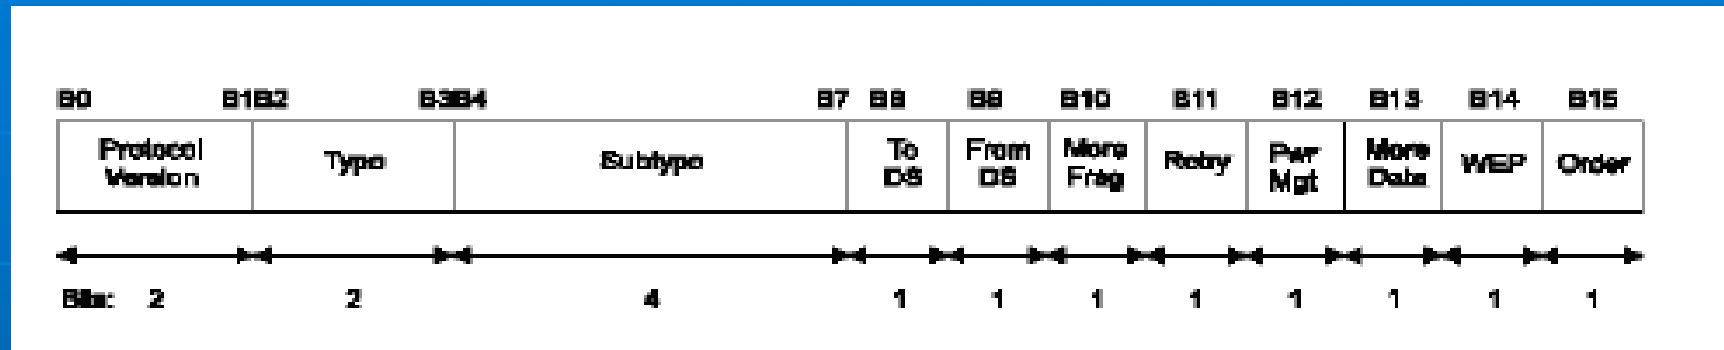 B0 B1 B2 B3 B4 B7 B8 B9 B10 B11 B12 B13 B14 B15
Protocol Version Type Subtype To DS From DS More Frag Retry Pwr Mgt More Data WEP Order
Bits: 2 2 4 1 1 1 1 1 1 1 1